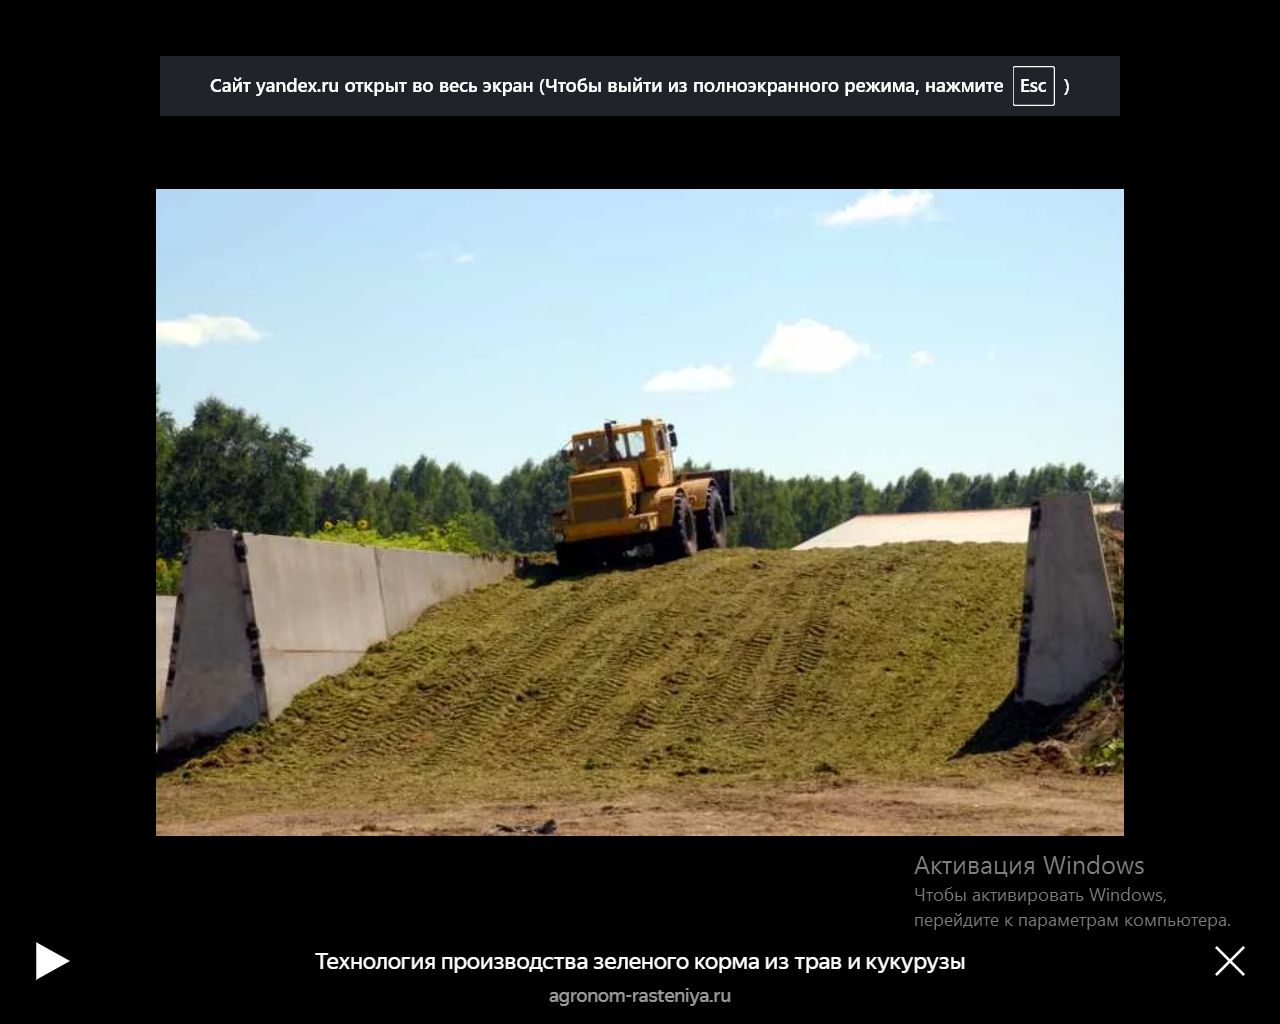 Сайт yandex.ru открыт во весь экран (Чтобы выйти из полноэкранного режима, нажмите Esc )
Активация Windows
Чтобы активировать Windows,
перейдите к параметрам компьютера.
Технология производства зеленого корма из трав и кукурузы
agronom-rasteniya.ru